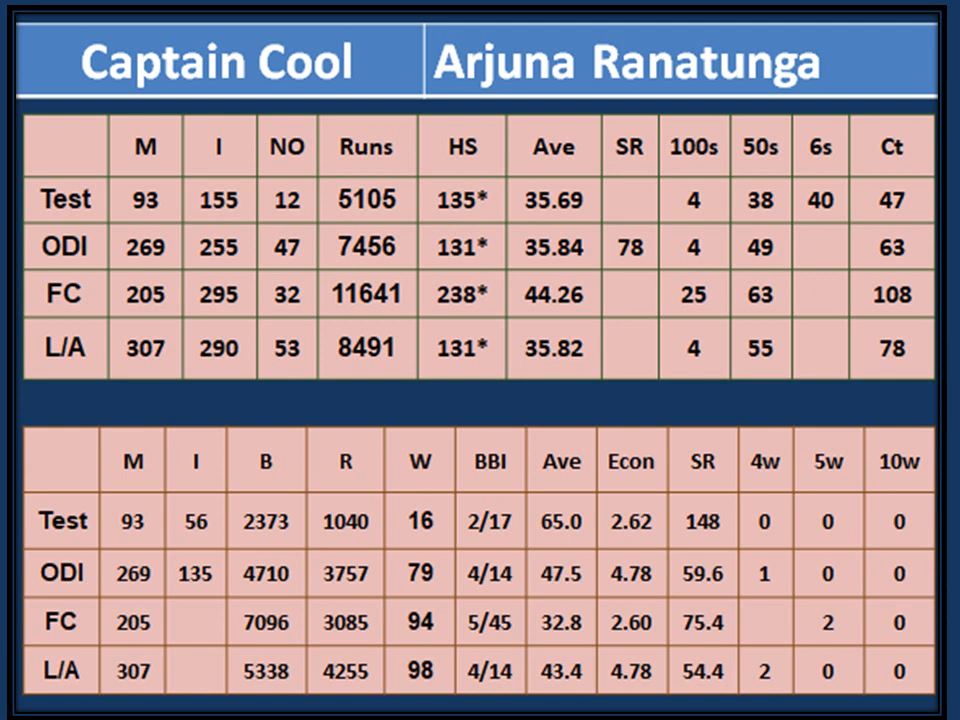 Captain Cool Arjuna Ranatunga
M I NO Runs HS Ave SR 100s 50s 6s Ct
Test 93 155 12 5105 135* 35.69 4 38 40 47
ODI 269 255 47 7456 131* 35.84 78 4 49 63
FC 205 295 32 11641 238* 44.26 25 63 108
L/A 307 290 53 8491 131* 35.82 4 55 78
M I B R W BBI Ave Econ SR 4w 5w 10w
Test 93 56 2373 1040 16 2/17 65.0 2.62 148 0 0 0
ODI 269 135 4710 3757 79 4/14 47.5 4.78 59.6 1 0 0
FC 205 7096 3085 94 5/45 32.8 2.60 75.4 2 0
L/A 307 5338 4255 98 4/14 43.4 4.78 54.4 2 0 0